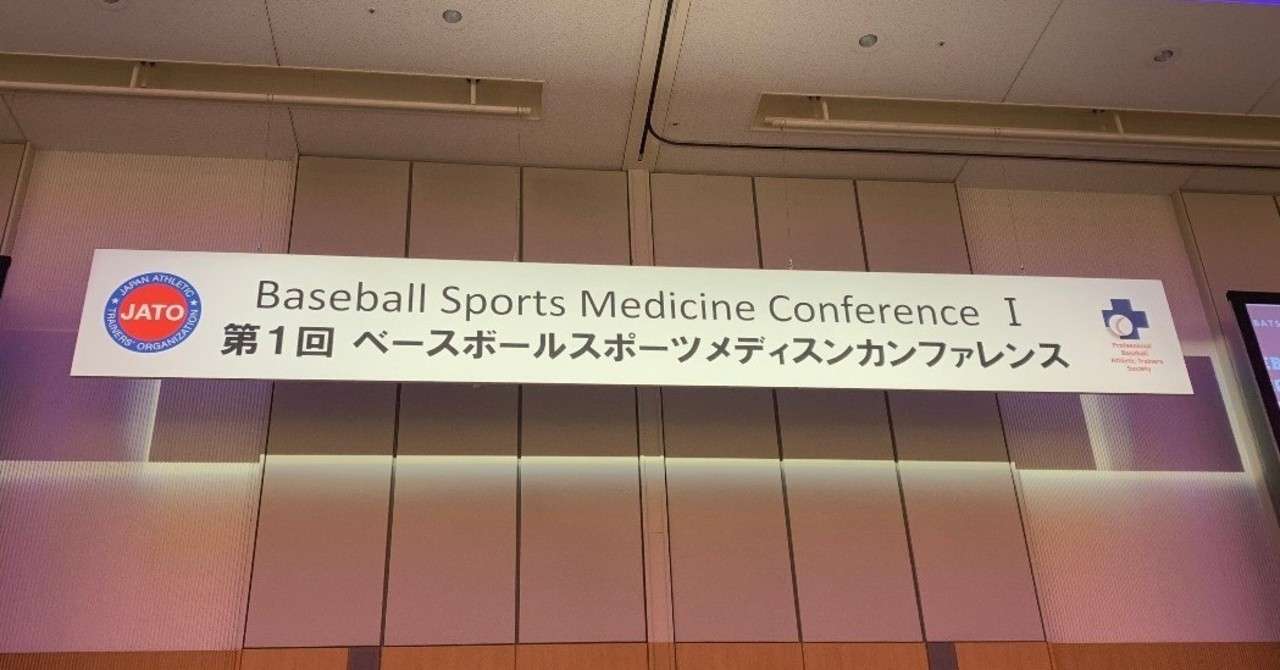 JAPAN ATHLETIC
JATO
TRAINERS' ORGANIZATION
Baseball Sports Medicine Conference Ⅰ
第1回 ベースボールスポーツメディスンカンファレンス
Professional
Baseball
Athletic Trainers
Society